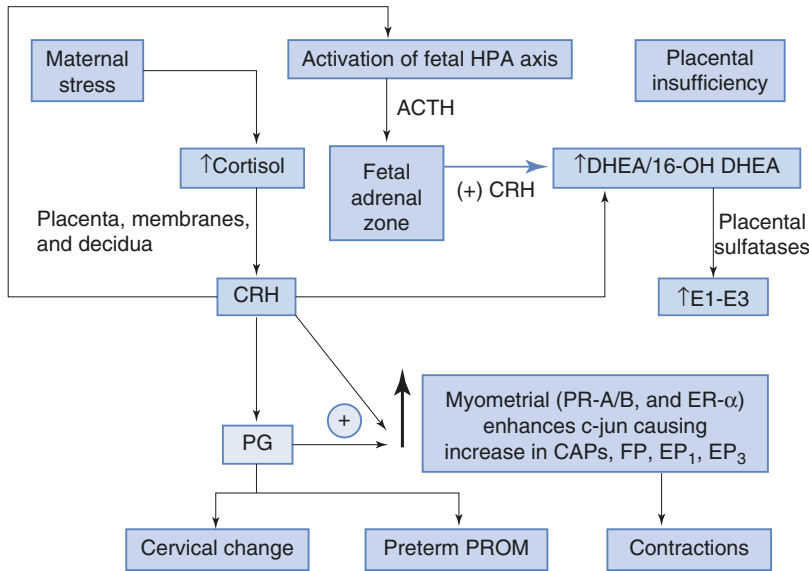 Maternal
stress
Activation of fetal HPA axis
Placental
insufficiency
ACTH
↑Cortisol
Fetal
adrenal
zone
(+) CRH
↑DHEA/16-OH DHEA
Placenta, membranes,
and decidua
Placental
sulfatases
CRH
↑E1-E3
+
PG
Myometrial (PR-A/B, and ER-α)
enhances c-jun causing
increase in CAPs, FP, EP₁, EP₃
Cervical change
Preterm PROM
Contractions